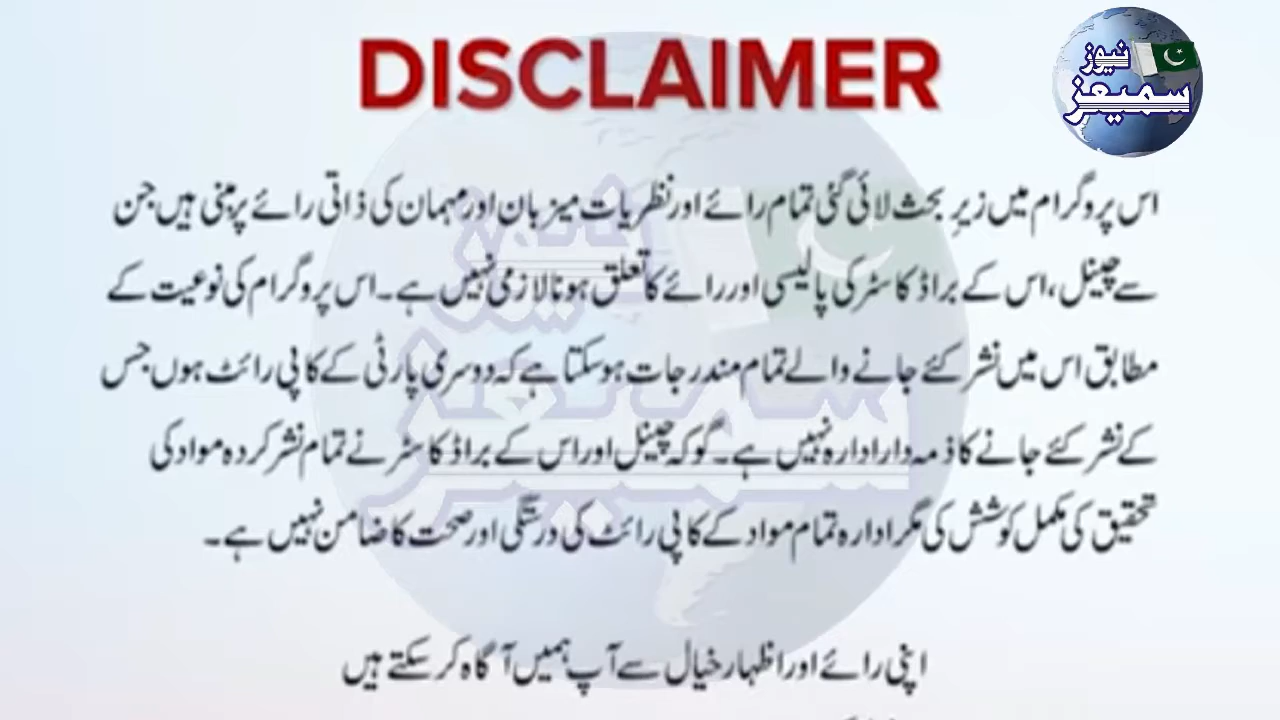 DISCLAIMER
نیوز
سمیعز
اس پروگرام میں زیرِ بحث لائی گئی تمام رائے اور نظریات میزبان اور مہمان کی ذاتی رائے پر مبنی ہیں جن
سے چینل، اس کے براڈ کاسٹر کی پالیسی اور رائے کا تعلق ہونا لازمی نہیں ہے۔ اس پروگرام کی نوعیت کے
مطابق اس میں نشر کئے جانے والے تمام مندرجات ہو سکتا ہے کہ دوسری پارٹی کے کاپی رائٹ ہوں جس
کے نشر کئے جانے کا ذمہ دار ادارہ نہیں ہے۔ گو کہ چینل اور اس کے براڈ کاسٹر نے تمام نشر کردہ مواد کی
تحقیق کی مکمل کوشش کی مگر ادارہ تمام مواد کے کاپی رائٹ کی درستگی اور صحت کا ضامن نہیں ہے۔
اپنی رائے اور اظہار خیال سے آپ ہمیں آگاہ کر سکتے ہیں